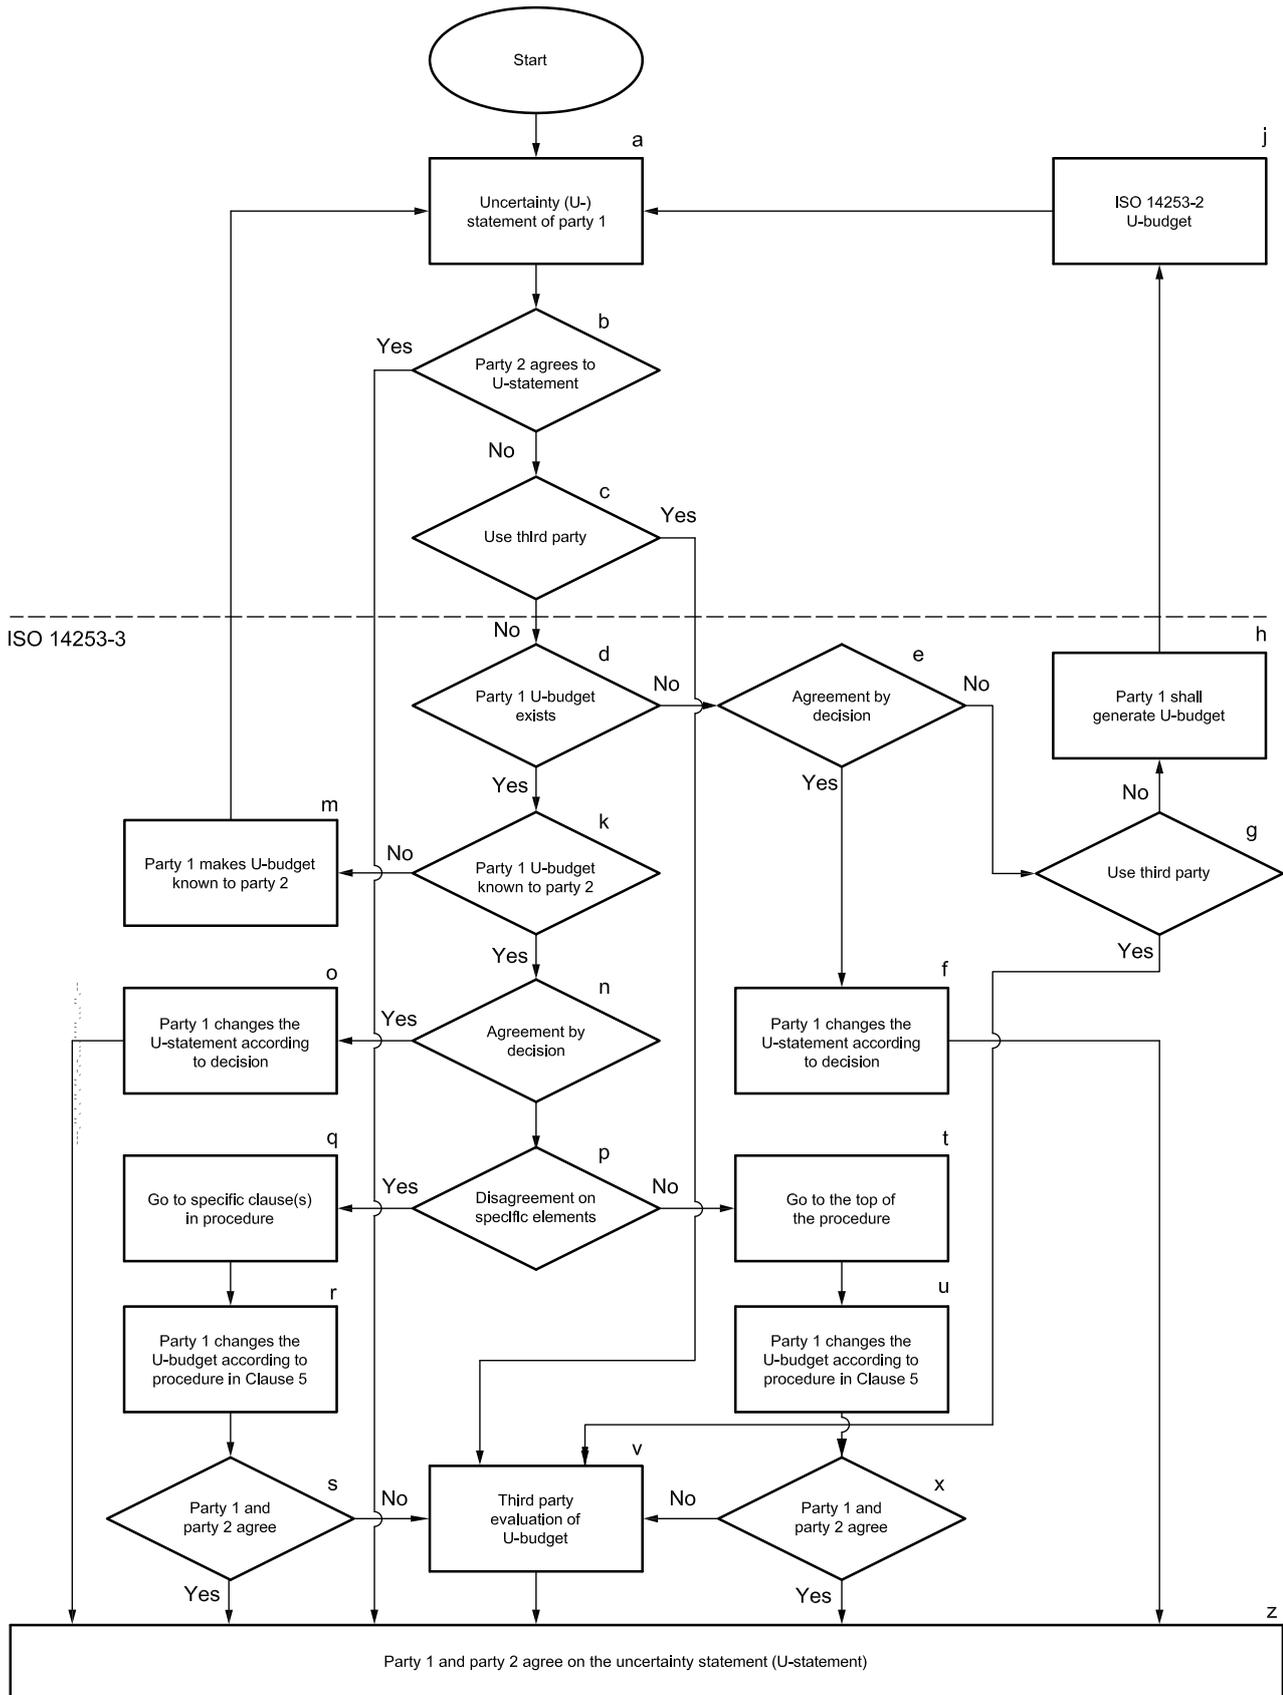 Start
a
j
Uncertainty (U-)
statement of party 1
ISO 14253-2
U-budget
b
Yes
Party 2 agrees to
U-statement
No
c
Yes
Use third party
ISO 14253-3
No
h
d
e
No
No
Party 1 U-budget
exists
Agreement by
decision
Party 1 shall
generate U-budget
Yes
Yes
No
m
k
g
No
Party 1 makes U-budget
known to party 2
Party 1 U-budget
known to party 2
Use third party
Yes
Yes
o
n
f
Yes
Party 1 changes the
U-statement according
to decision
Agreement by
decision
Party 1 changes the
U-statement according
to decision
q
p
t
Yes
No
Go to specific clause(s)
in procedure
Disagreement on
specific elements
Go to the top of
the procedure
r
u
Party 1 changes the
U-budget according to
procedure in Clause 5
Party 1 changes the
U-budget according to
procedure in Clause 5
s
v
x
No
No
Party 1 and
party 2 agree
Third party
evaluation of
U-budget
Party 1 and
party 2 agree
Yes
Yes
z
Party 1 and party 2 agree on the uncertainty statement (U-statement)